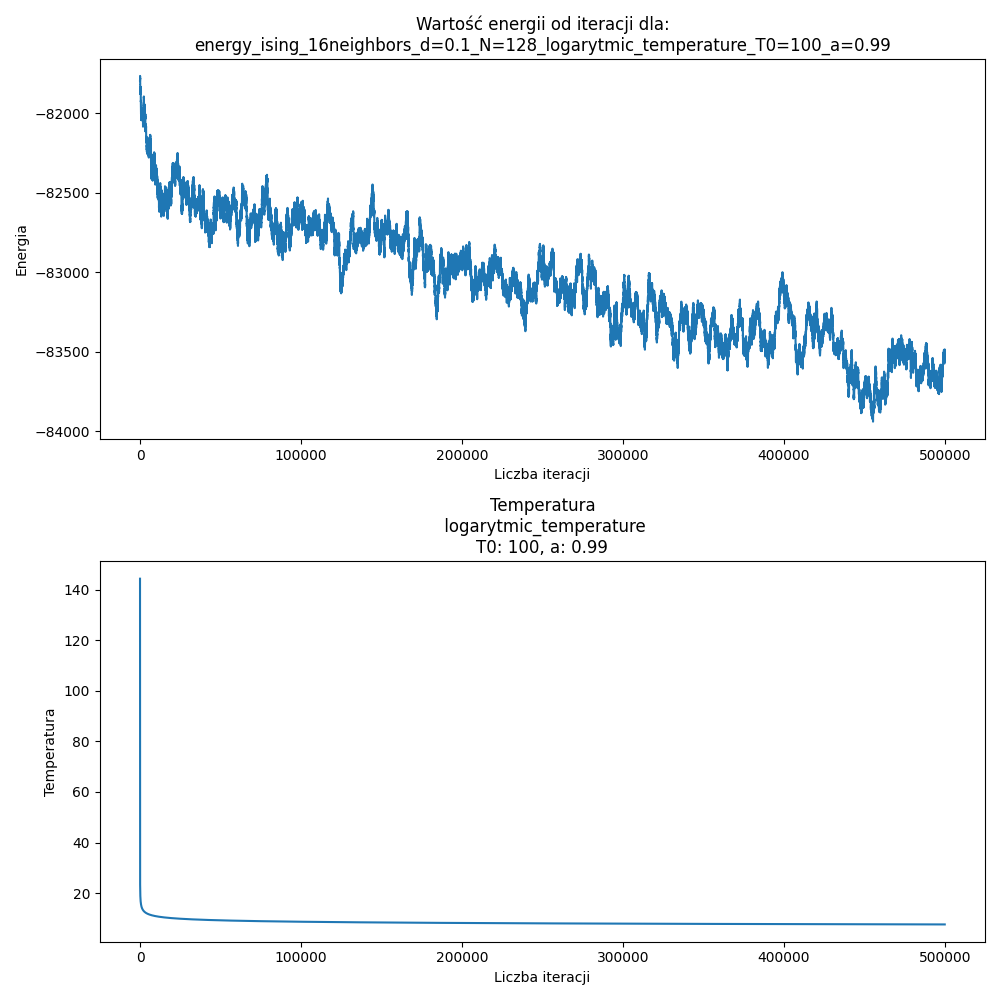 Wartość energii od iteracji dla:
energy_ising_16neighbors_d=0.1_N=128_logarytmic_temperature_T0=100_a=0.99
Energia
−82000
−82500
−83000
−83500
−84000
0 100000 200000 300000 400000 500000
Liczba iteracji
Temperatura
logarytmic_temperature
T0: 100, a: 0.99
Temperatura
140
120
100
80
60
40
20
0 100000 200000 300000 400000 500000
Liczba iteracji